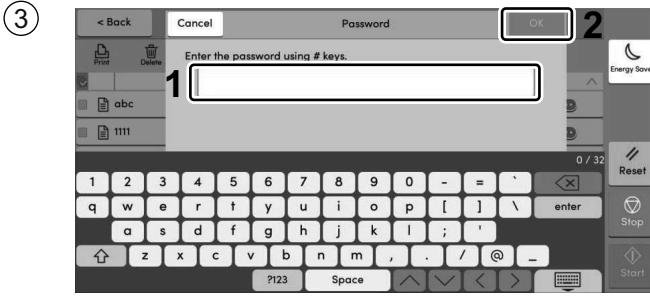 3
< Back Cancel Password OK 2
Print Delete Enter the password using # keys.
Energy Save
1
abc
1111
0 / 32
Reset
1 2 3 4 5 6 7 8 9 0 - = `
q w e r t y u i o p [ ] \ enter
Stop
a s d f g h j k l ; '
z x c v b n m , . / @ _
Start
?123 Space